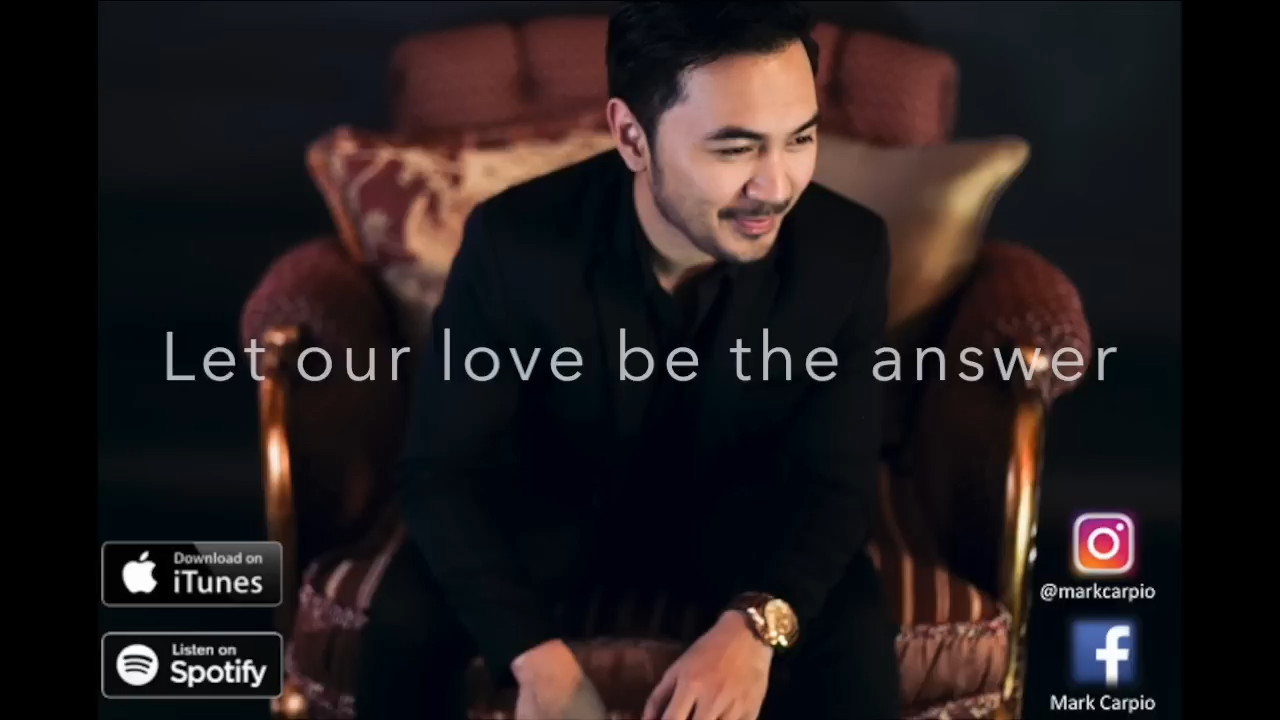 Let our love be the answer
Download on
iTunes
Listen on
Spotify
@markcarpio
Mark Carpio